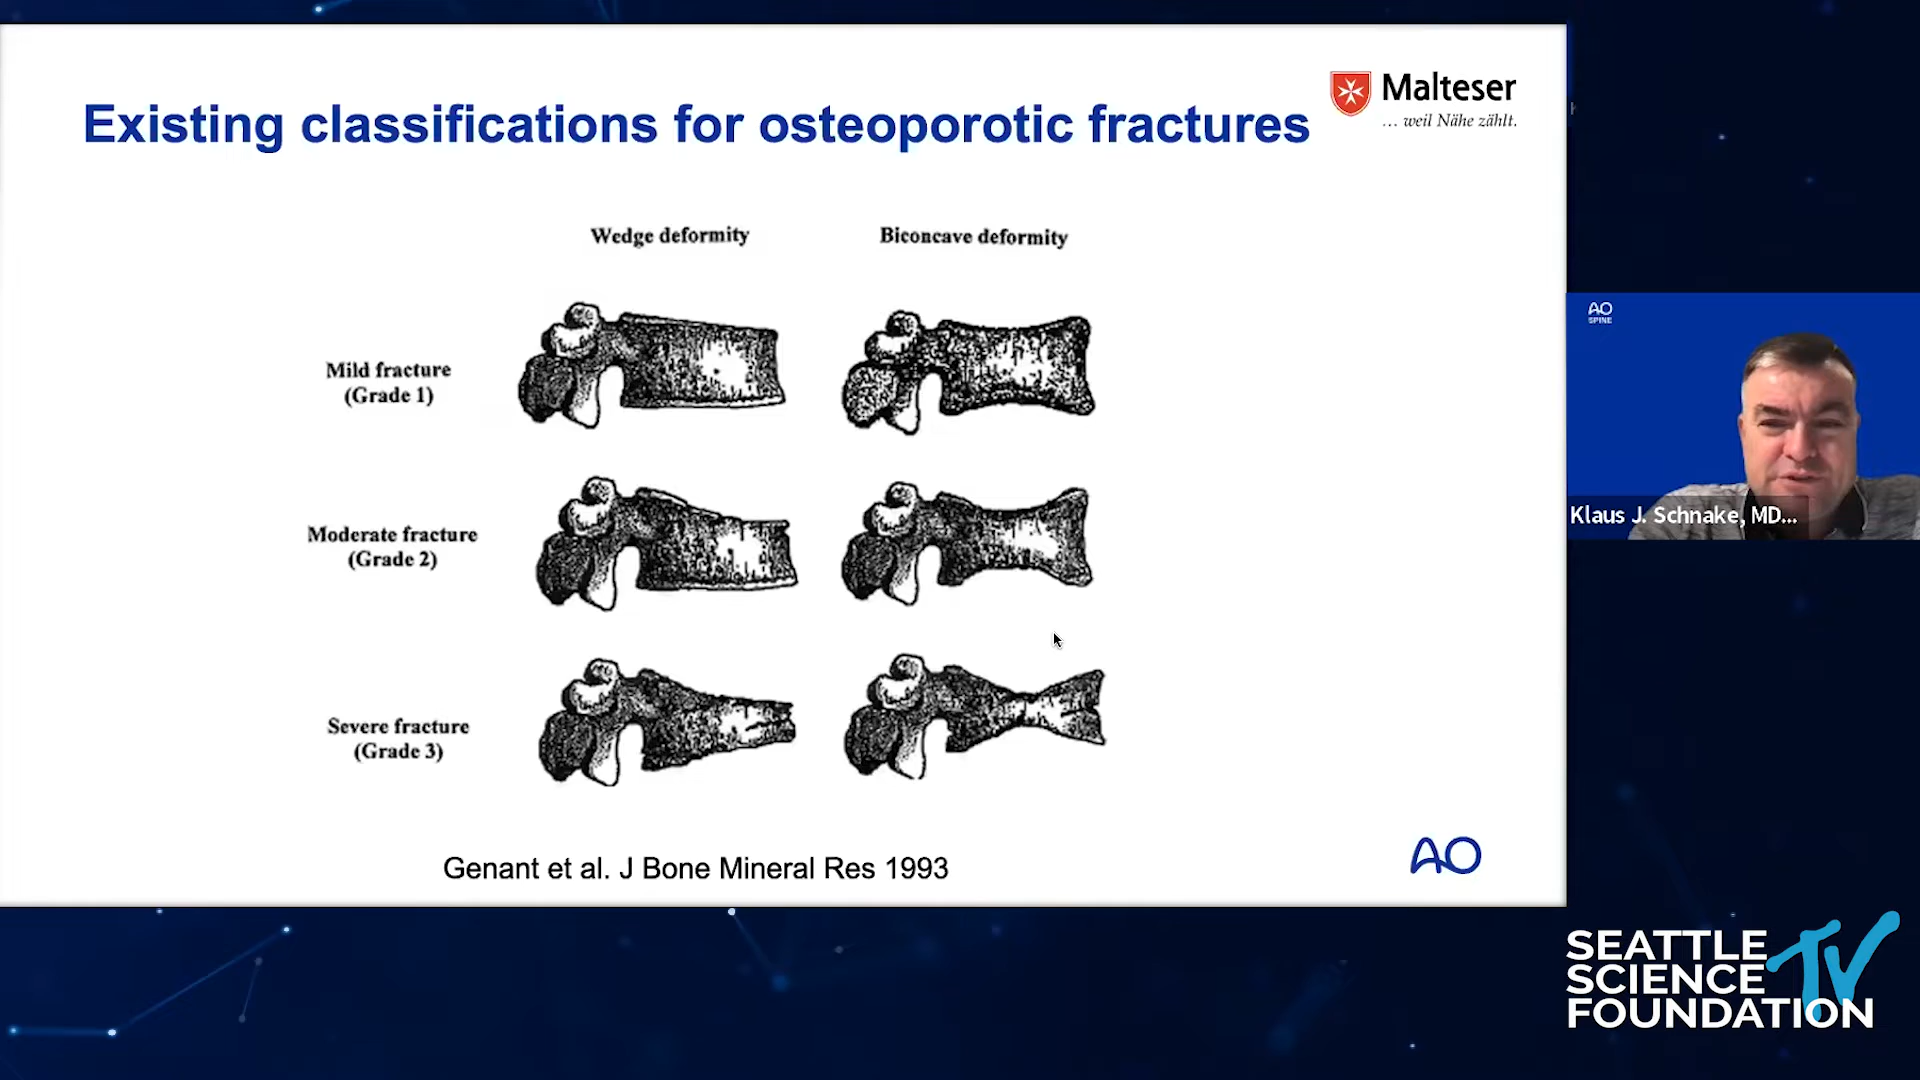 Existing classifications for osteoporotic fractures
Malteser
... weil Nähe zählt.
Wedge deformity
Biconcave deformity
Mild fracture
(Grade 1)
Moderate fracture
(Grade 2)
Severe fracture
(Grade 3)
Genant et al. J Bone Mineral Res 1993
AO
AO
SPINE
Klaus J. Schnake, MD...
SEATTLE
SCIENCE
FOUNDATION
TV